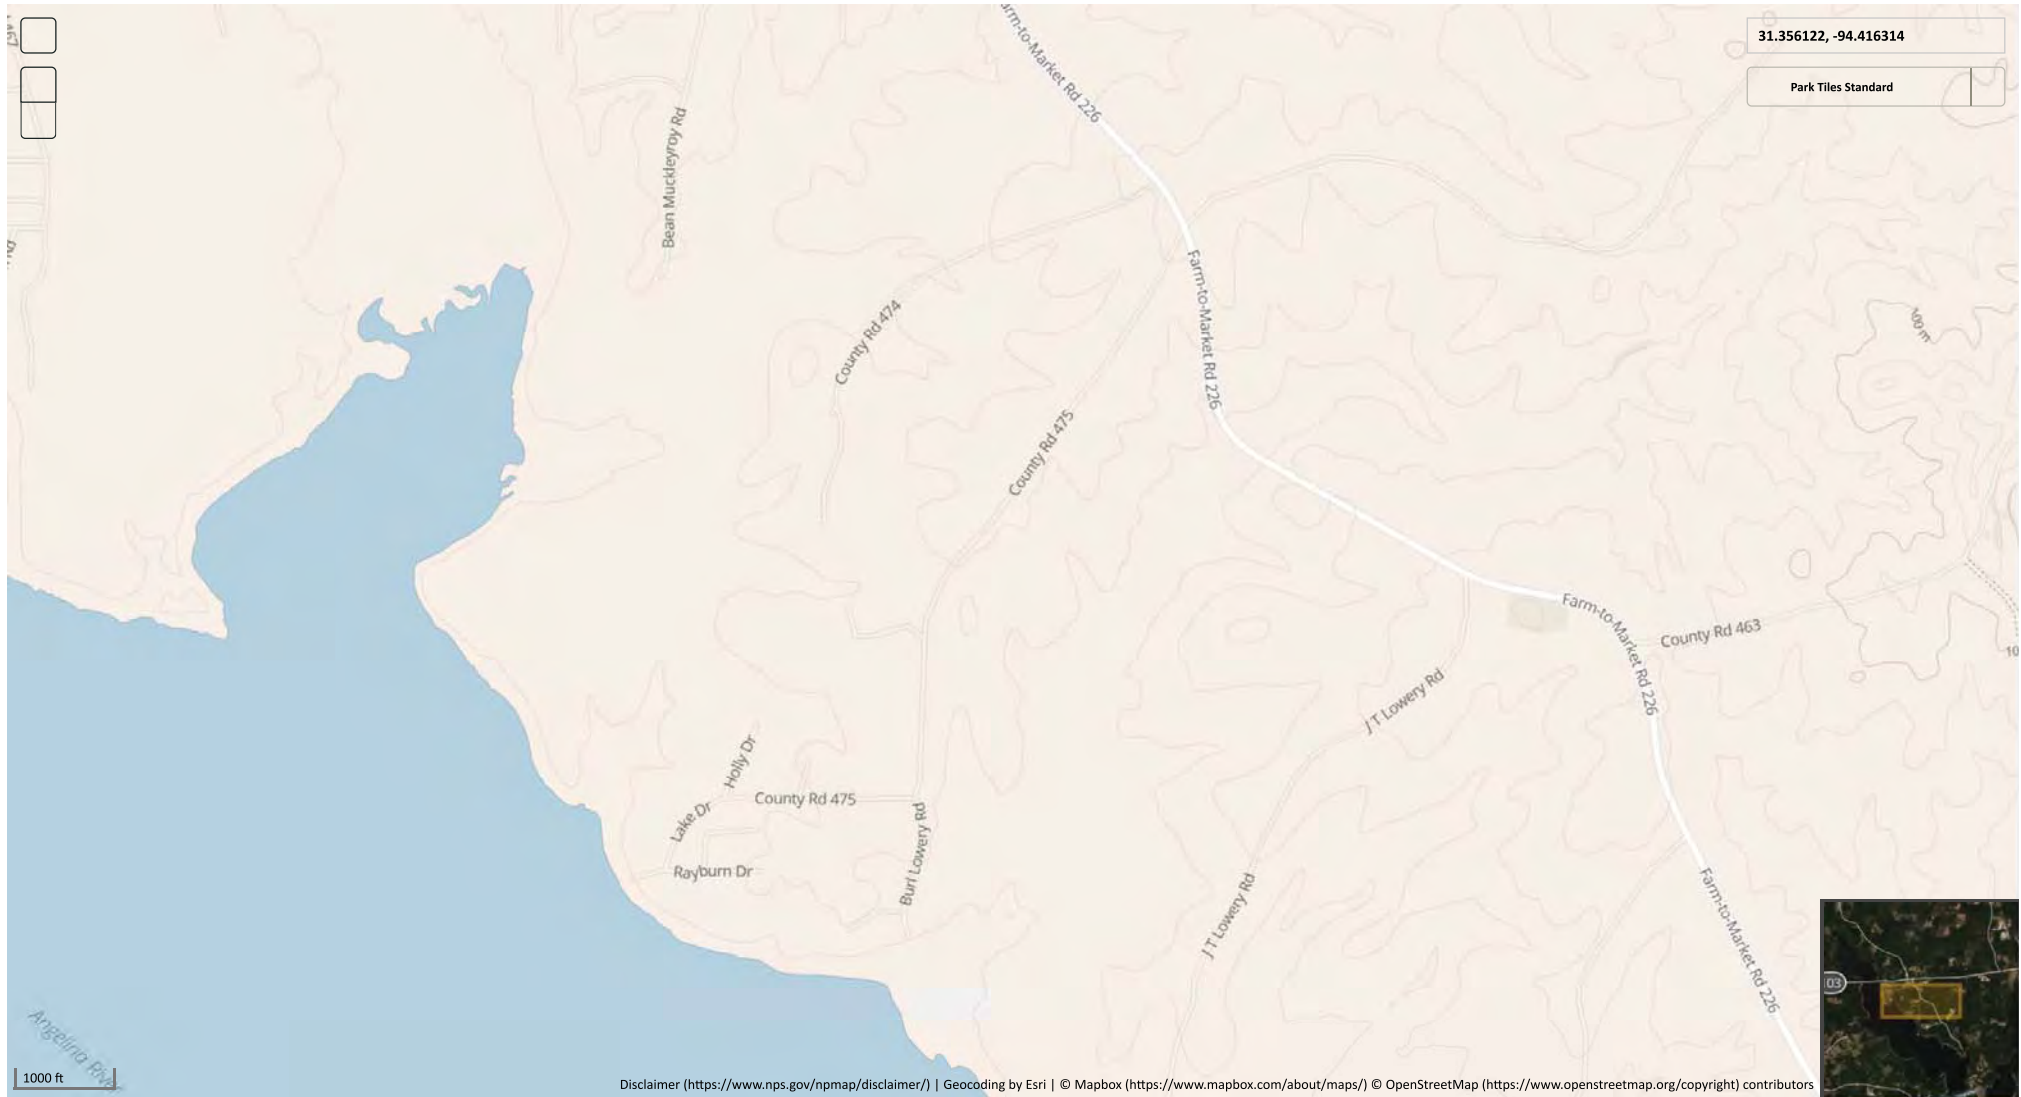 Farm-to-Market Rd 226
31.356122, -94.416314
Park Tiles Standard
Bean Muckleyroy Rd
Rd
Farm-to-Market Rd 226
County Rd 474
100 m
County Rd 475
Farm-to-Market Rd 226
County Rd 463
10
J T Lowery Rd
Holly Dr
County Rd 475
Lake Dr
Rayburn Dr
Burl Lowery Rd
J T Lowery Rd
Farm-to-Market Rd 226
03
Angelina River
1000 ft
Disclaimer (https://www.nps.gov/npmap/disclaimer/) | Geocoding by Esri | © Mapbox (https://www.mapbox.com/about/maps/) © OpenStreetMap (https://www.openstreetmap.org/copyright) contributors